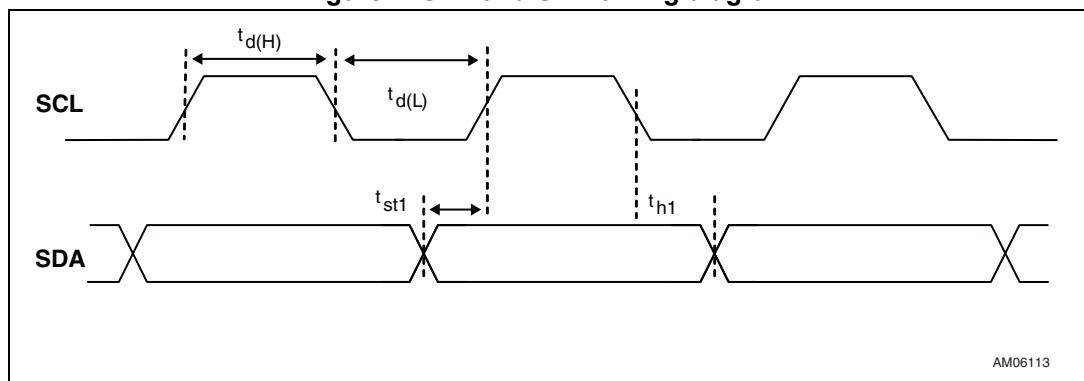 t d(H)
t d(L)
SCL
t st1
t h1
SDA
AM06113